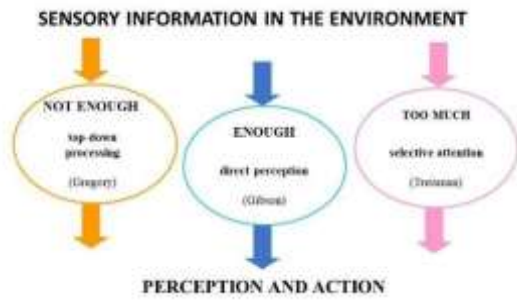 SENSORY INFORMATION IN THE ENVIRONMENT
NOT ENOUGH
top-down
processing
(Gregory)
ENOUGH
direct perception
(Gibson)
TOO MUCH
selective attention
(Treisman)
PERCEPTION AND ACTION